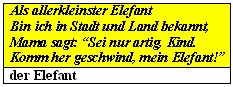 Als allerkleinster Elefant
Bin ich in Stadt und Land bekannt,
Mama sagt: “Sei nur artig. Kind.
Komm her geschwind, mein Elefant!”
der Elefant